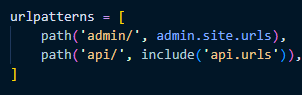 urlpatterns = [
    path('admin/', admin.site.urls),
    path('api/', include('api.urls')),
]